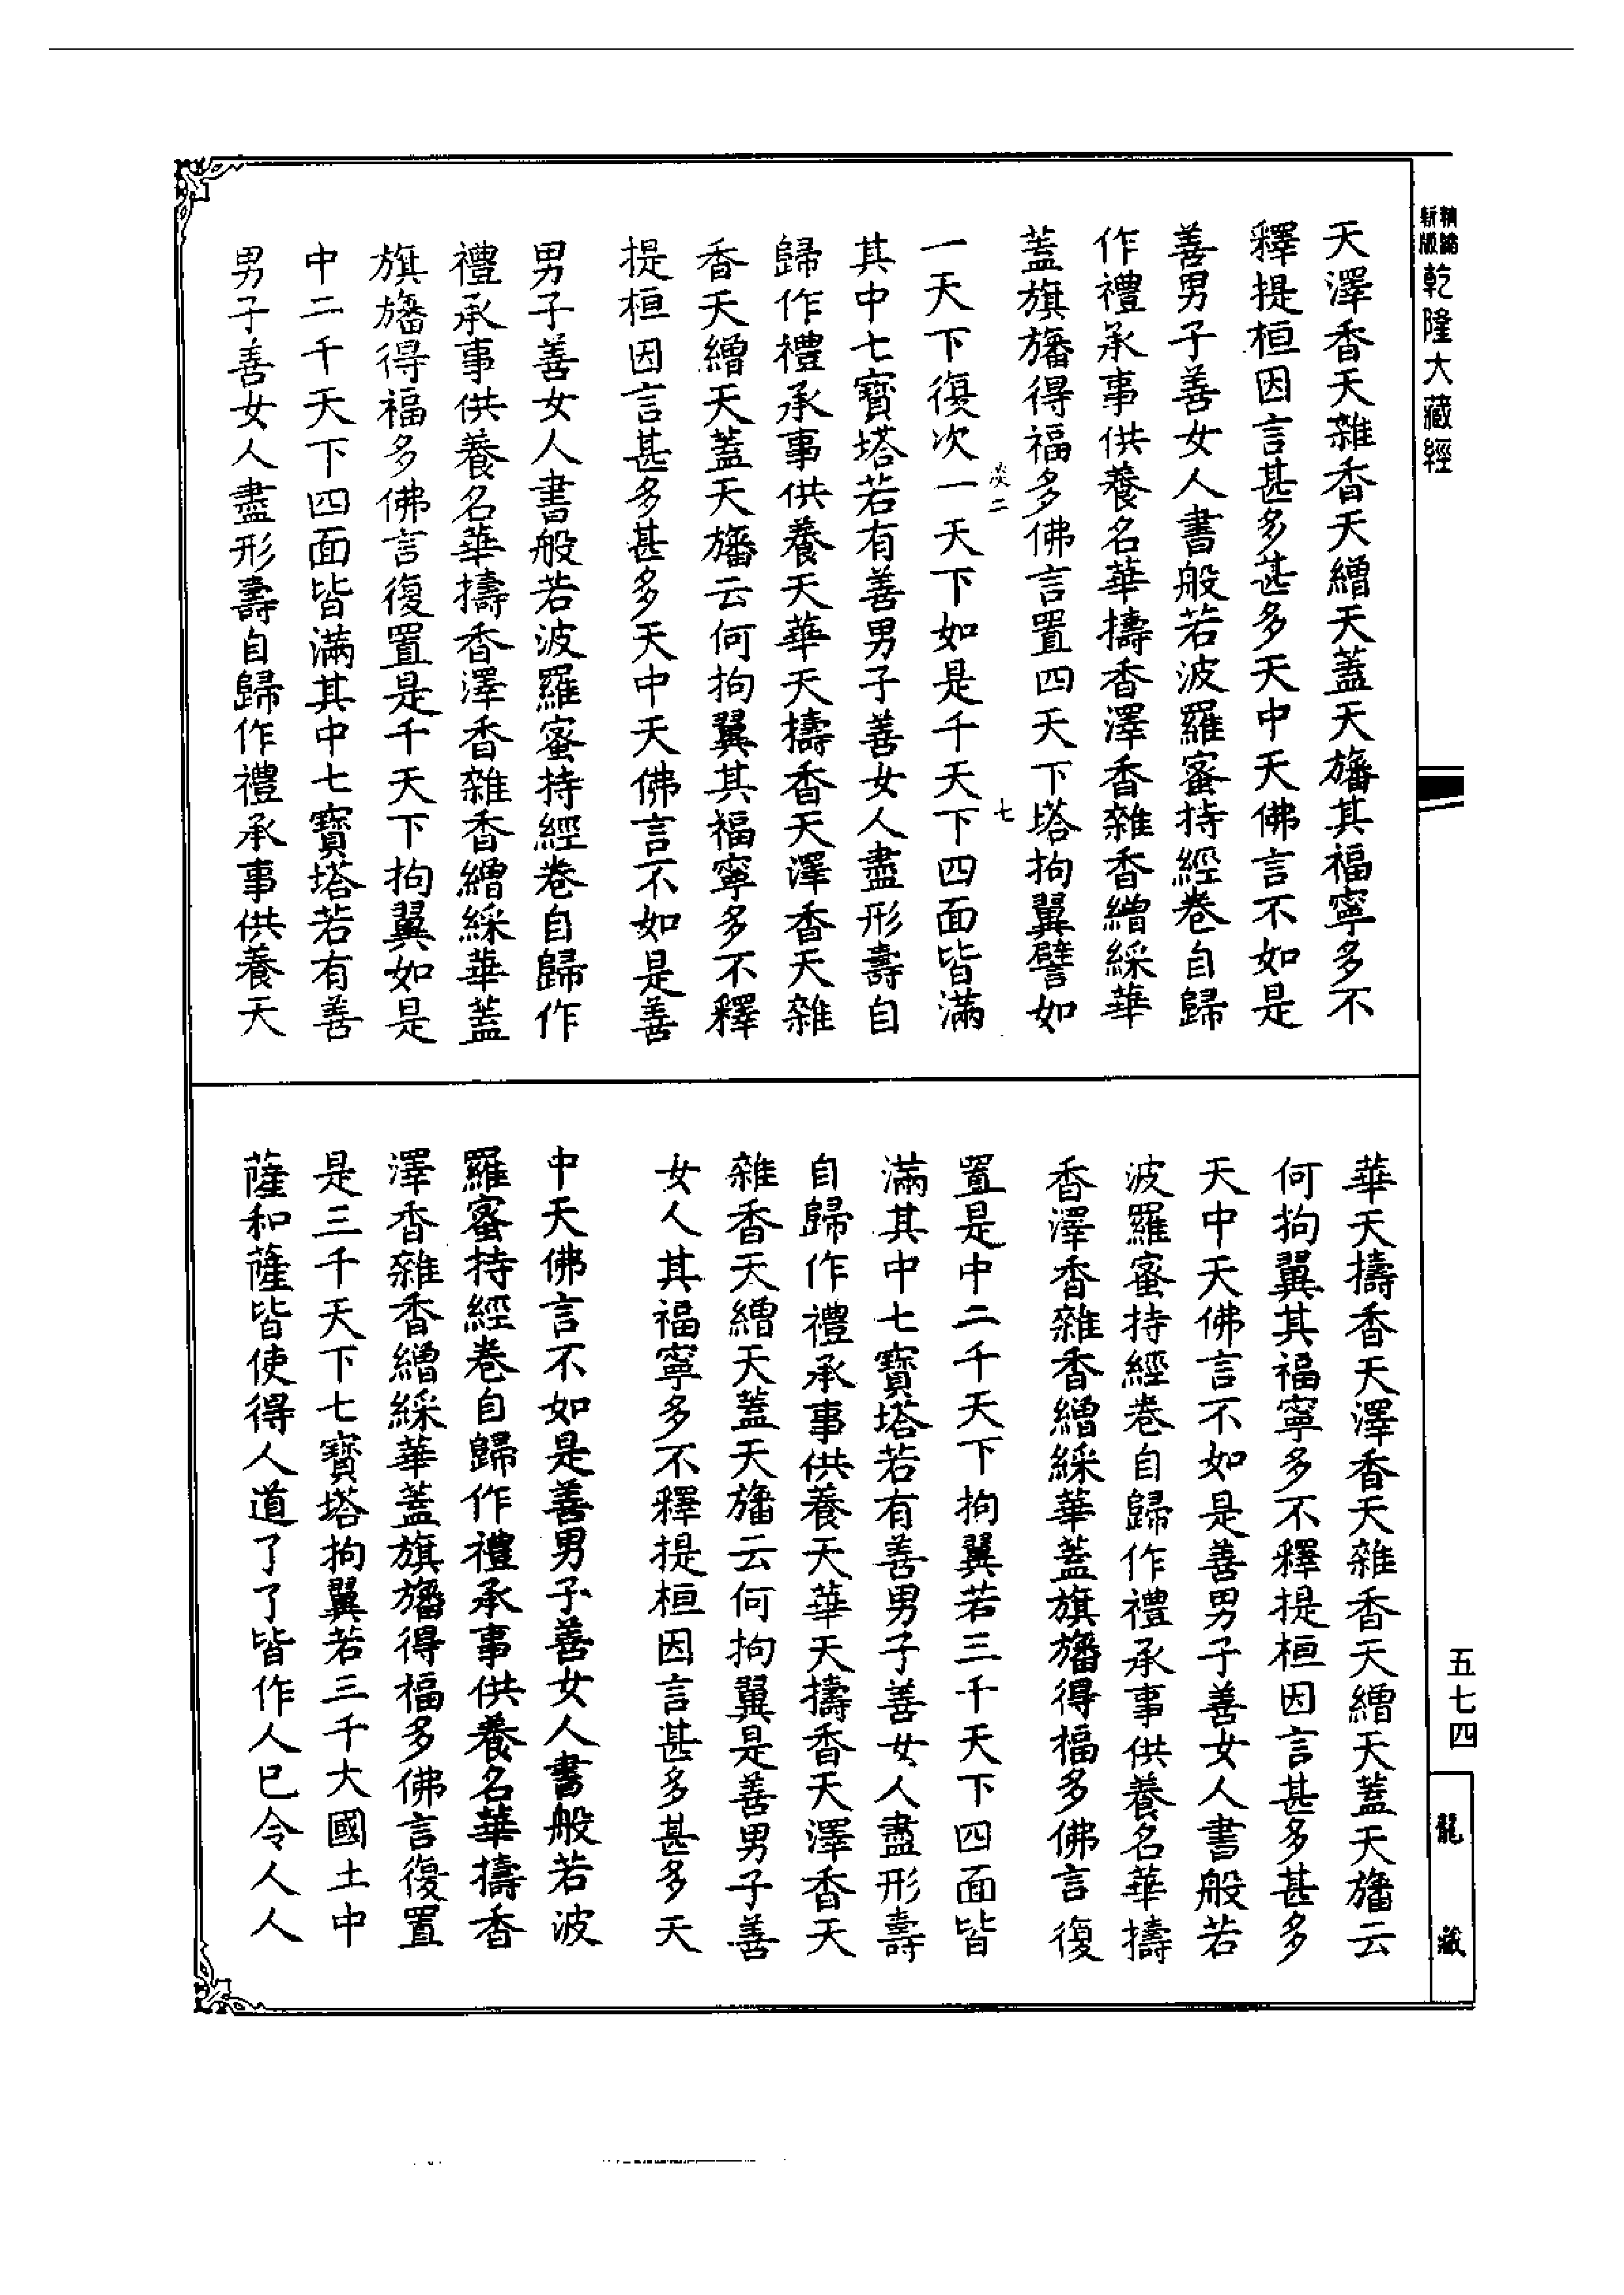 精縮新版乾隆大藏經
天澤香天雜香天繒天蓋天旛其福寧多不
釋提桓因言甚多甚多天中天佛言不如是
善男子善女人書般若波羅蜜持經卷自歸
作禮承事供養名華擣香澤香雜香繒綵華
蓋旗旛得福多佛言置四天下塔拘翼譬如
七
一天下復次一天下如是千天下四面皆滿
其中七寶塔若有善男子善女人盡形壽自
歸作禮承事供養天華天擣香天澤香天雜
香天繒天蓋天旛云何拘翼其福寧多不釋
提桓因言甚多甚多天中天佛言不如是善
男子善女人書般若波羅蜜持經卷自歸作
禮承事供養名華擣香澤香雜香繒綵華蓋
旗旛得福多佛言復置是千天下拘翼如是
中二千天下四面皆滿其中七寶塔若有善
男子善女人盡形壽自歸作禮承事供養天
華天擣香天澤香天雜香天繒天蓋天旛云
何拘翼其福寧多不釋提桓因言甚多甚多
天中天佛言不如是善男子善女人書般若
波羅蜜持經卷自歸作禮承事供養名華擣
香澤香雜香繒綵華蓋旗旛得福多佛言復
置是中二千天下拘翼若三千天下四面皆
滿其中七寶塔若有善男子善女人盡形壽
自歸作禮承事供養天華天擣香天澤香天
雜香天繒天蓋天旛云何拘翼是善男子善
女人其福寧多不釋提桓因言甚多甚多天
中天佛言不如是善男子善女人書般若波
羅蜜持經卷自歸作禮承事供養名華擣香
澤香雜香繒綵華蓋旗旛得福多佛言復置
是三千天下七寶塔拘翼若三千大國土中
薩和薩皆使得人道了了皆作人已令人人
五七四
龍藏